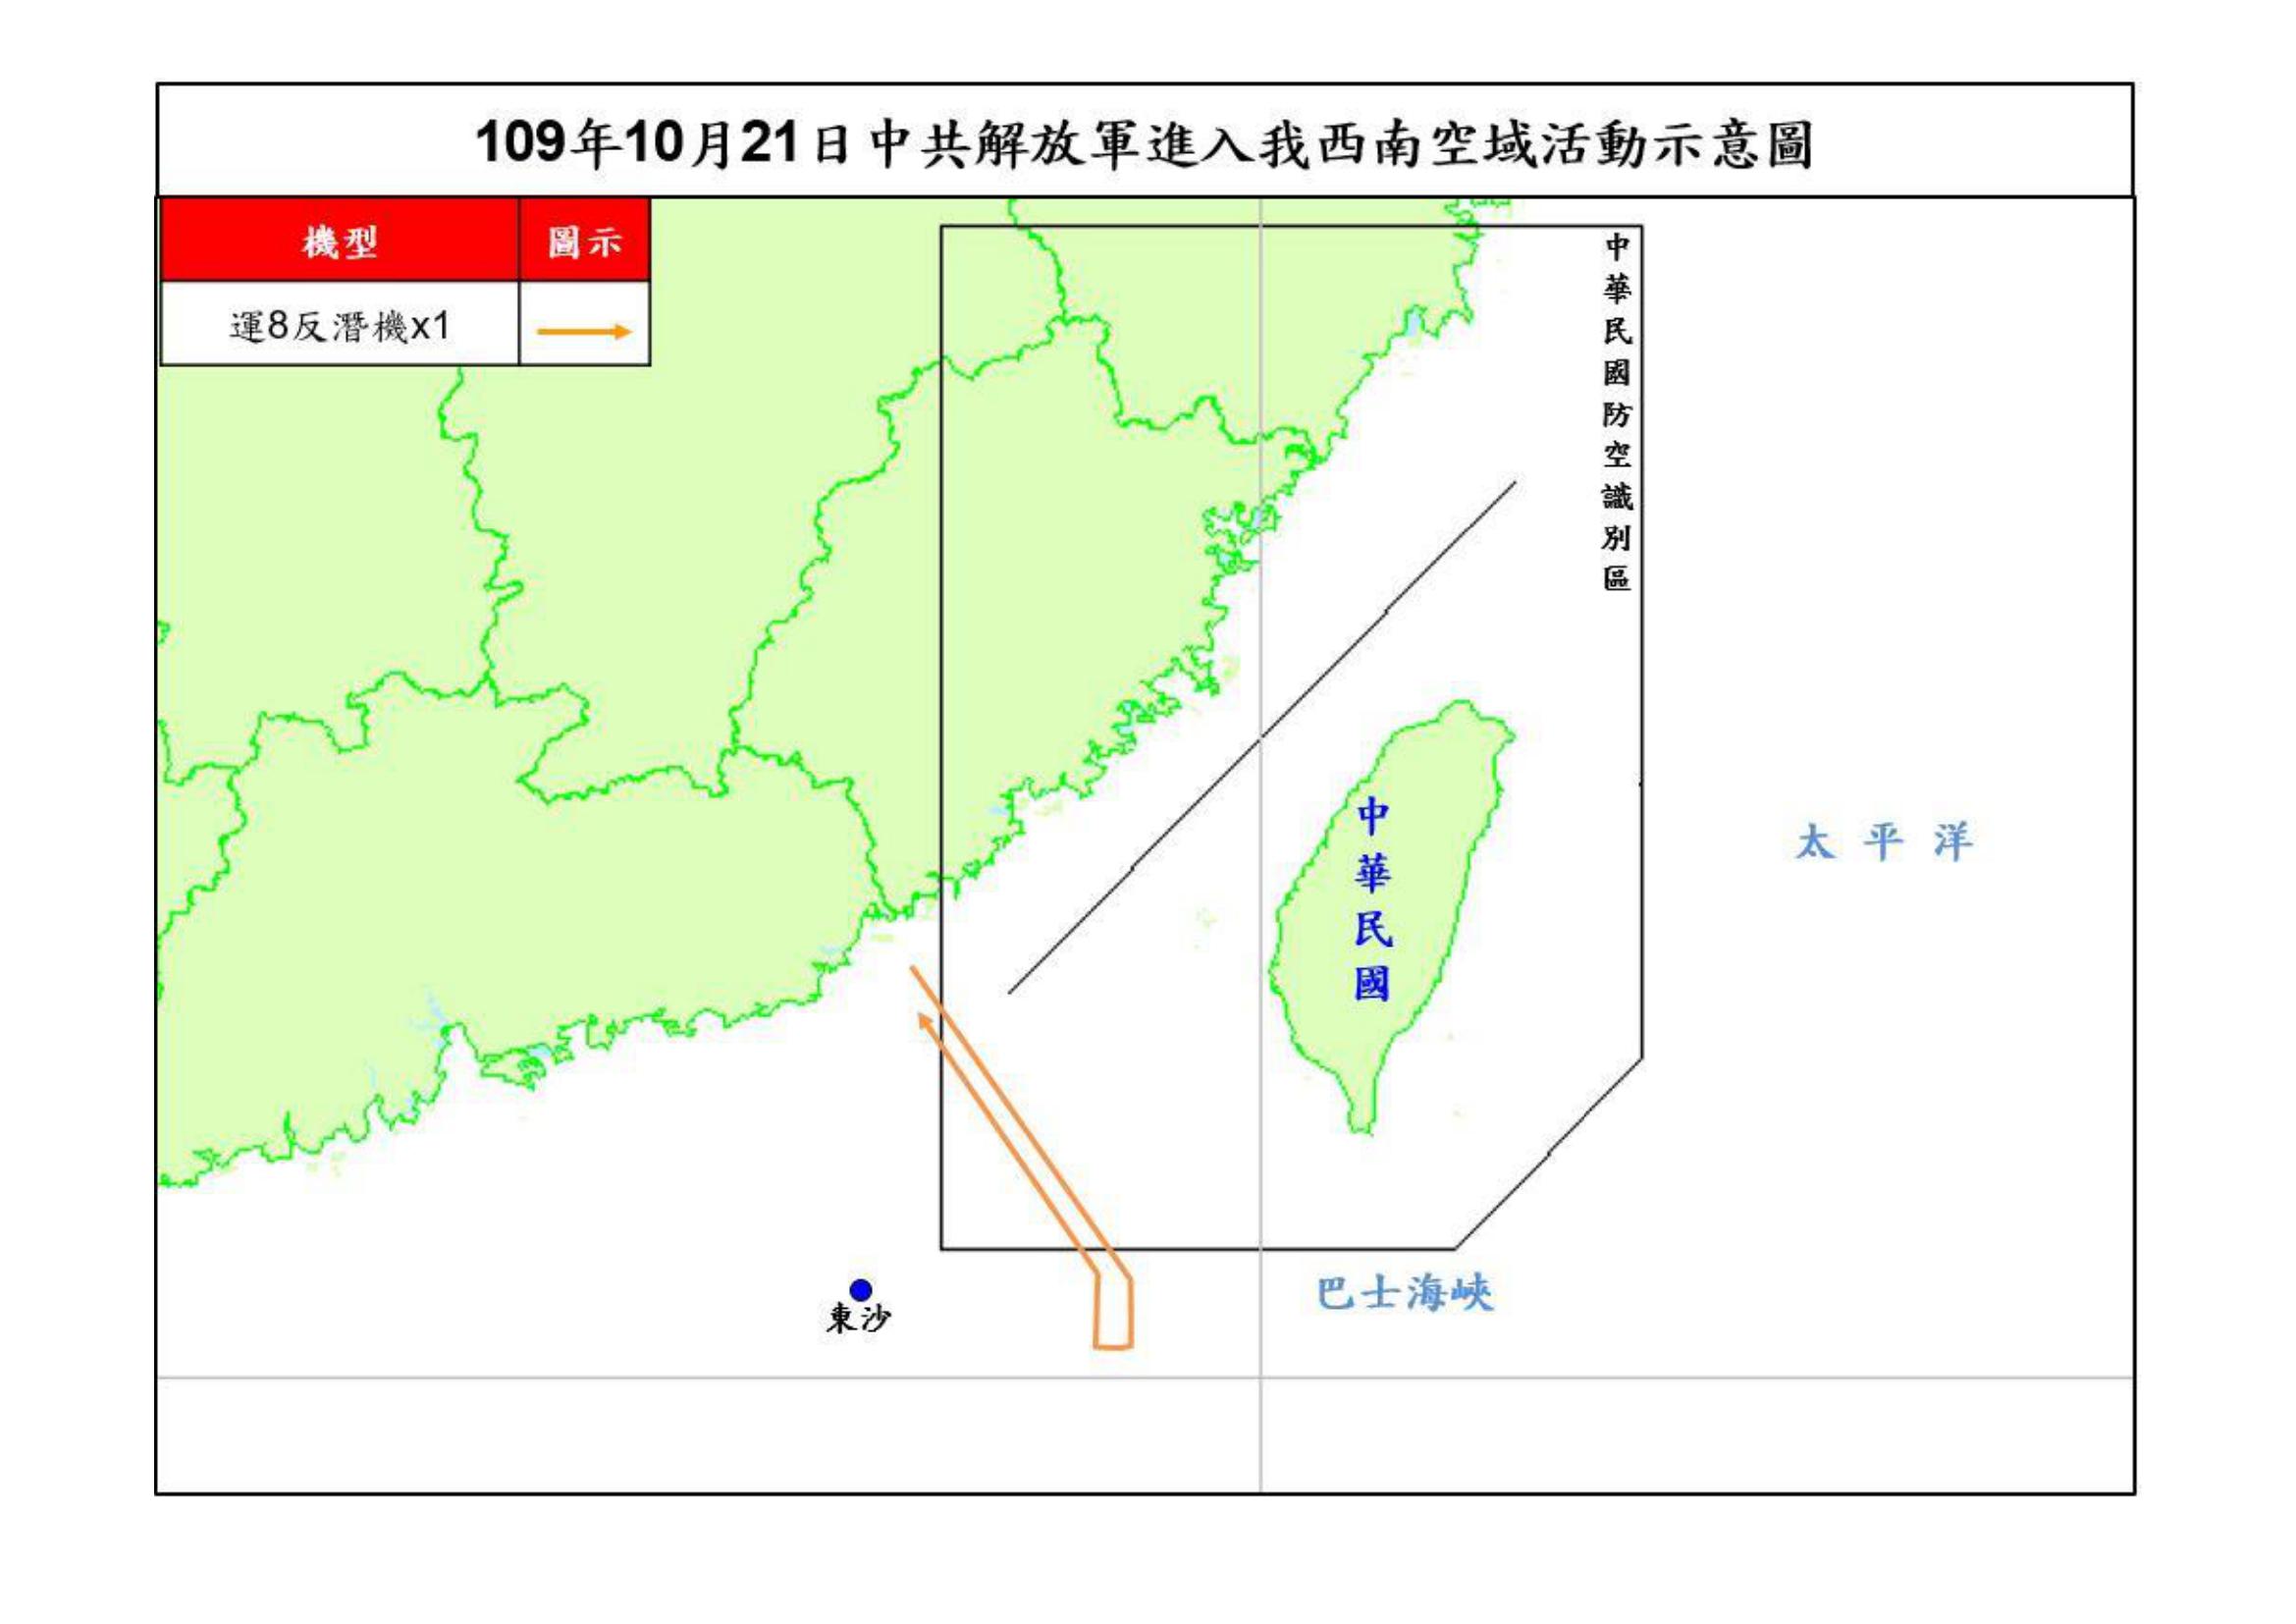 109年10月21日中共解放軍進入我西南空域活動示意圖
機型 圖示
運8反潛機x1
中華民國防空識別區
中華民國
太平洋
巴士海峽
東沙